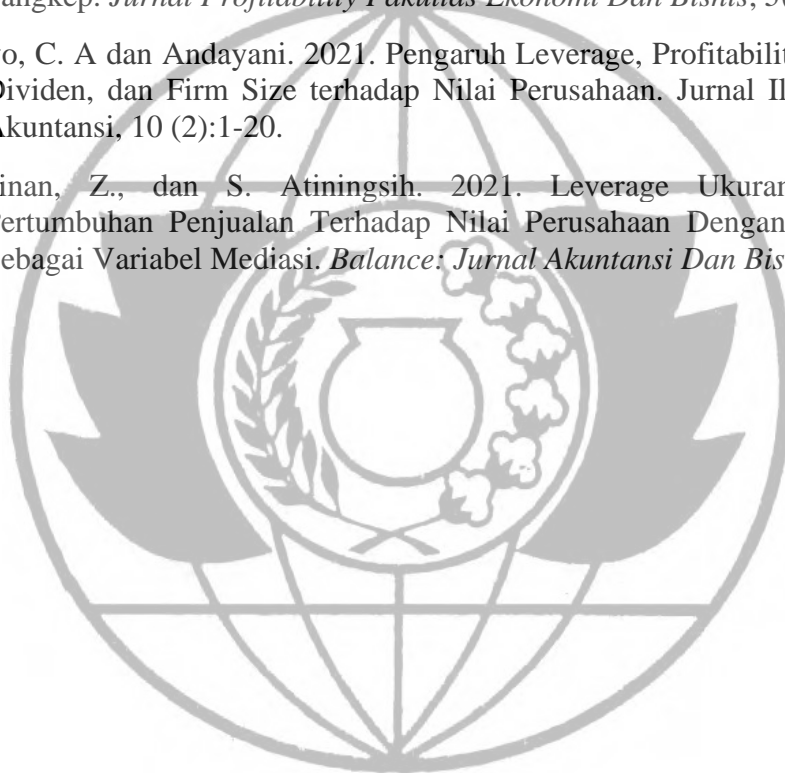 angkep. Jurnal Profitability Fakultas Ekonomi Dan Bisnis,
o, C. A dan Andayani. 2021. Pengaruh Leverage, Profitabilit
Dividen, dan Firm Size terhadap Nilai Perusahaan. Jurnal Il
Akuntansi, 10 (2):1-20.
inan, Z., dan S. Atiningsih. 2021. Leverage Ukuran
Pertumbuhan Penjualan Terhadap Nilai Perusahaan Dengan
ebagai Variabel Mediasi. Balance: Jurnal Akuntansi Dan Bis